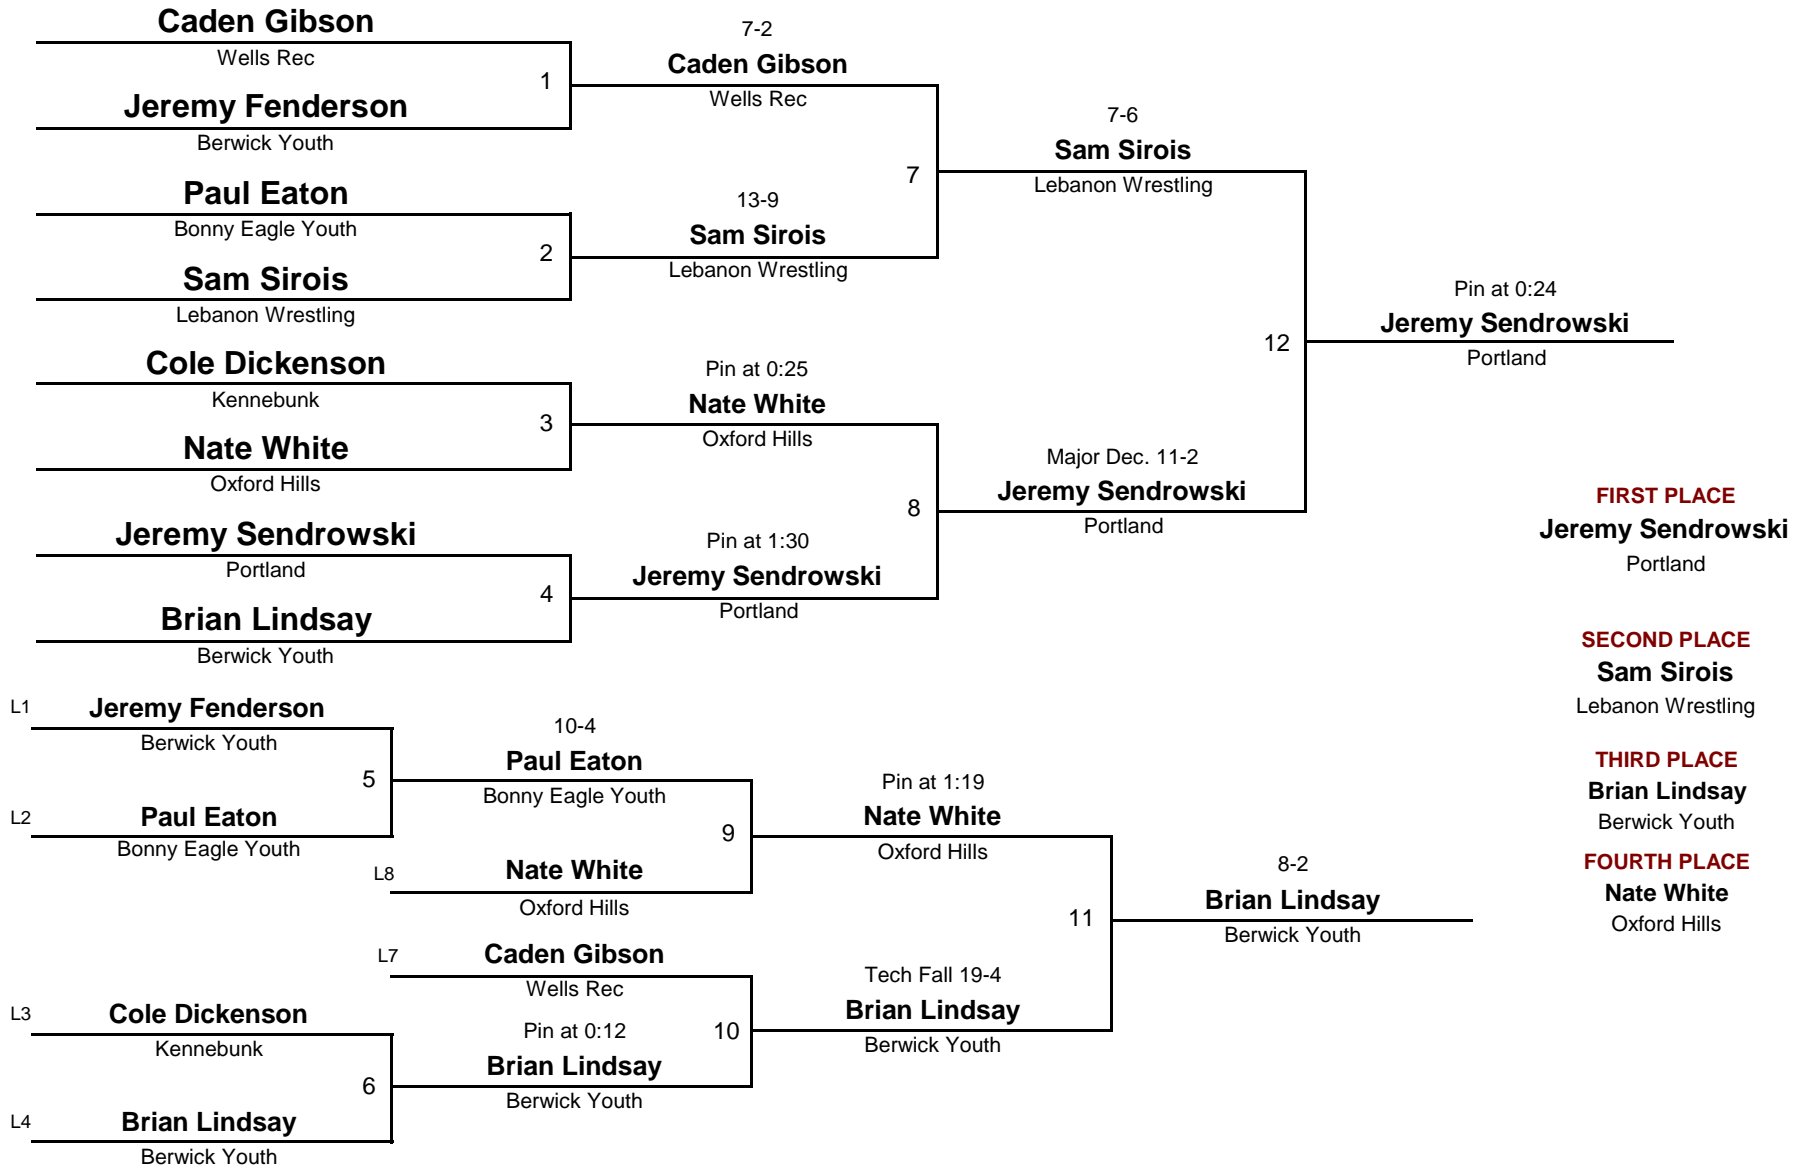 Caden Gibson
Wells Rec
1
Jeremy Fenderson
Berwick Youth
Paul Eaton
Bonny Eagle Youth
2
Sam Sirois
Lebanon Wrestling
Cole Dickenson
Kennebunk
3
Nate White
Oxford Hills
Jeremy Sendrowski
Portland
4
Brian Lindsay
Berwick Youth
7-2
Caden Gibson
Wells Rec
7
13-9
Sam Sirois
Lebanon Wrestling
Pin at 0:25
Nate White
Oxford Hills
8
Pin at 1:30
Jeremy Sendrowski
Portland
7-6
Sam Sirois
Lebanon Wrestling
12
Major Dec. 11-2
Jeremy Sendrowski
Portland
Pin at 0:24
Jeremy Sendrowski
Portland
FIRST PLACE
Jeremy Sendrowski
Portland
SECOND PLACE
Sam Sirois
Lebanon Wrestling
THIRD PLACE
Brian Lindsay
Berwick Youth
FOURTH PLACE
Nate White
Oxford Hills
L1 Jeremy Fenderson
Berwick Youth
5
L2 Paul Eaton
Bonny Eagle Youth
L3 Cole Dickenson
Kennebunk
6
L4 Brian Lindsay
Berwick Youth
10-4
Paul Eaton
Bonny Eagle Youth
9
L8 Nate White
Oxford Hills
L7 Caden Gibson
Wells Rec
10
Pin at 0:12
Brian Lindsay
Berwick Youth
Pin at 1:19
Nate White
Oxford Hills
11
Tech Fall 19-4
Brian Lindsay
Berwick Youth
8-2
Brian Lindsay
Berwick Youth